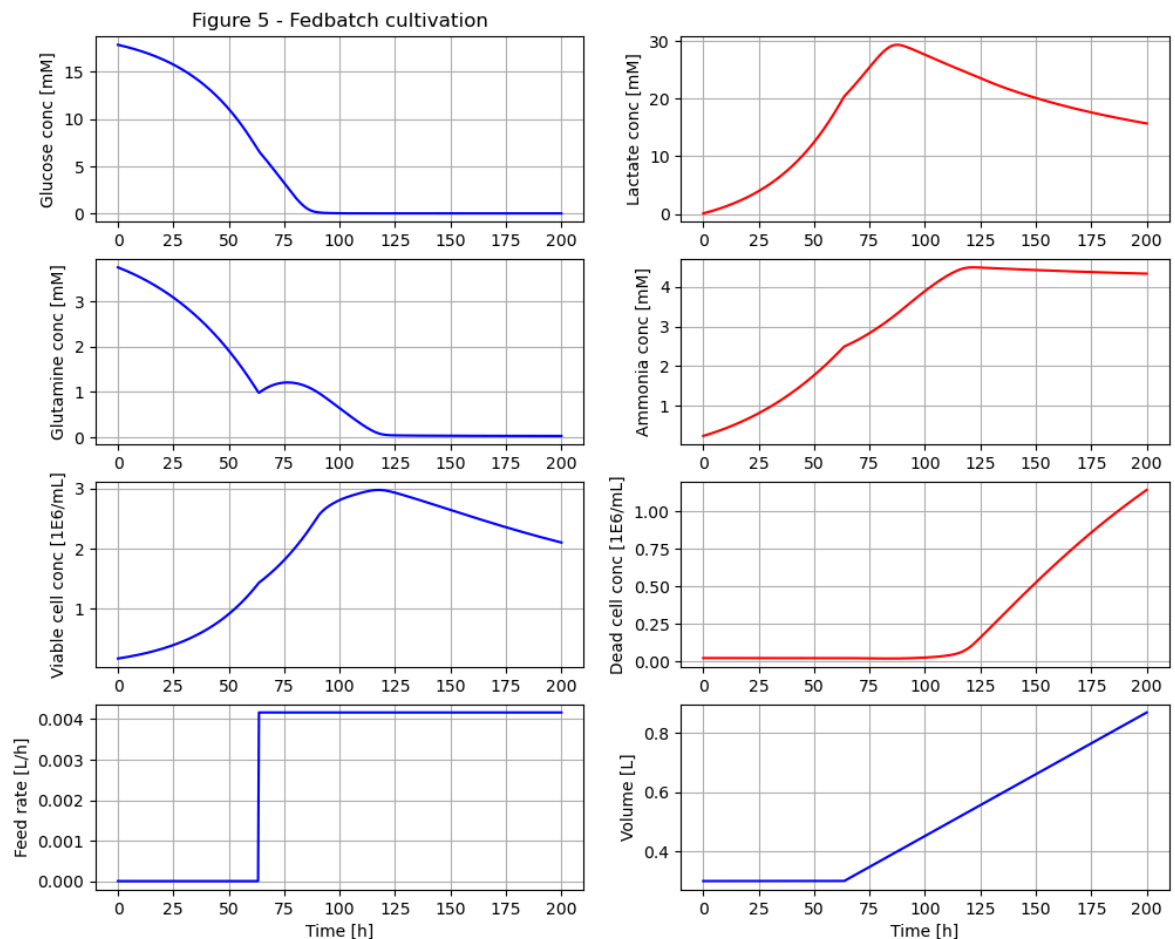 Figure 5 - Fedbatch cultivation
Glucose conc [mM]
15
10
5
0
0 25 50 75 100 125 150 175 200
Lactate conc [mM]
30
20
10
0
0 25 50 75 100 125 150 175 200
Glutamine conc [mM]
3
2
1
0
0 25 50 75 100 125 150 175 200
Ammonia conc [mM]
4
3
2
1
0 25 50 75 100 125 150 175 200
Viable cell conc [1E6/mL]
3
2
1
0 25 50 75 100 125 150 175 200
Dead cell conc [1E6/mL]
1.00
0.75
0.50
0.25
0.00
0 25 50 75 100 125 150 175 200
Feed rate [L/h]
0.004
0.003
0.002
0.001
0.000
0 25 50 75 100 125 150 175 200
Time [h]
Volume [L]
0.8
0.6
0.4
0 25 50 75 100 125 150 175 200
Time [h]